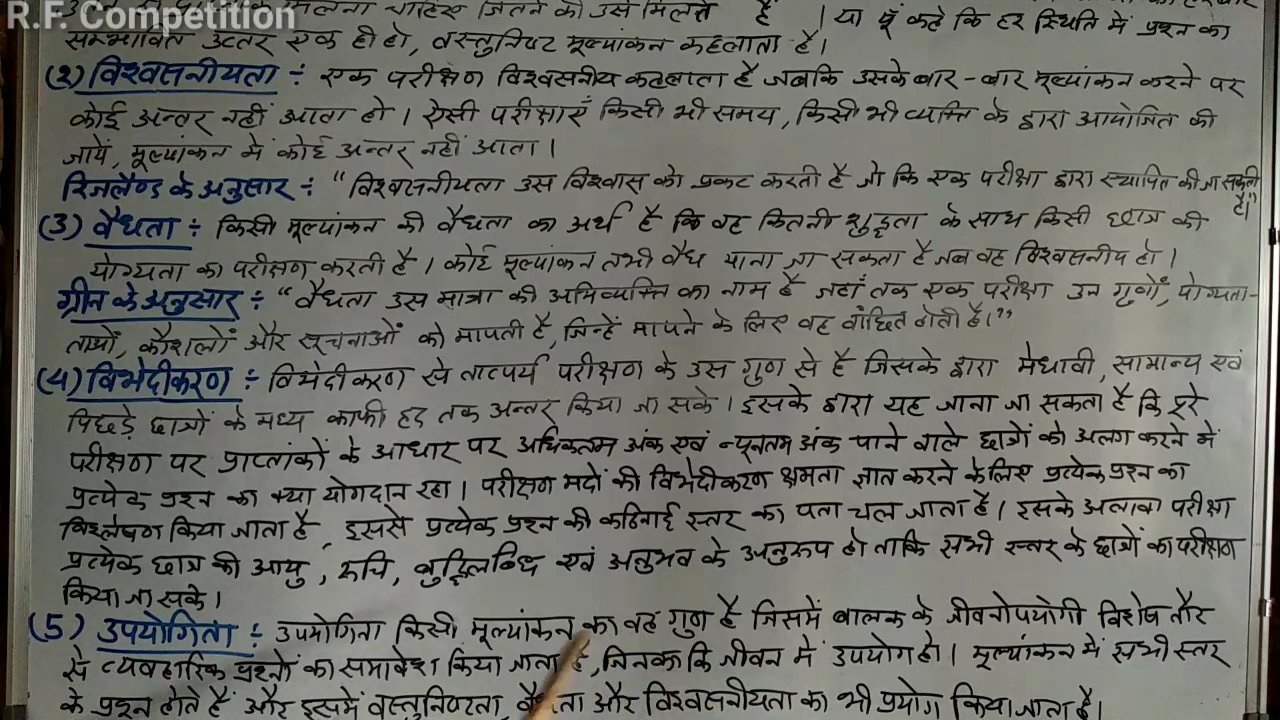 R.F. Competition
मिलना चाहिए जितने की उसे मिलते हैं । या यूँ कहे कि हर स्थिति में प्रश्न का
सम्भावित उत्तर एक ही हो, वस्तुनिष्ट मूल्यांकन कहलाता है।
(2) विश्वसनीयता :- एक परीक्षण विश्वसनीय कहलाता है जबकि उसके बार-बार मूल्यांकन करने पर
कोई अन्तर नहीं आता हो । ऐसी परीक्षाएँ किसी भी समय, किसी भी व्यक्ति के द्वारा आयोजित की
जायें, मूल्यांकन में कोई अन्तर नहीं आता ।
रिजलैण्ड के अनुसार :- "विश्वसनीयता उस विश्वास को प्रकट करती है जो कि एक परीक्षा द्वारा स्थापित की जा सकती
है।"
(3) वैधता :- किसी मूल्यांकन की वैधता का अर्थ है कि वह कितनी शुद्धता के साथ किसी छात्र की
योग्यता का परीक्षण करती है । कोई मूल्यांकन तभी वैध माना जा सकता है जब वह विश्वसनीय हो ।
ग्रीन के अनुसार :- "वैधता उस मात्रा की अभिव्यक्ति का नाम है जहाँ तक एक परीक्षा उन गुणों, योग्यता-
ताओं, कौशलों और सूचनाओं को मापती है, जिन्हें मापने के लिए वह वांछित होती है।"
(4) विभेदीकरण :- विभेदीकरण से तात्पर्य परीक्षण के उस गुण से है जिसके द्वारा मेधावी, सामान्य एवं
पिछड़े छात्रों के मध्य काफी हद तक अन्तर किया जा सके । इसके द्वारा यह जाना जा सकता है कि पूरे
परीक्षण पर प्राप्तांकों के आधार पर अधिकतम अंक एवं न्यूनतम अंक पाने वाले छात्रों को अलग करने में
प्रत्येक प्रश्न का क्या योगदान रहा । परीक्षण मदों की विभेदीकरण क्षमता ज्ञात करने के लिए प्रत्येक प्रश्न का
विश्लेषण किया जाता है, इससे प्रत्येक प्रश्न की कठिनाई स्तर का पता चल जाता है । इसके अलावा परीक्षा
प्रत्येक छात्र की आयु, रुचि, बुद्धिलब्धि एवं अनुभव के अनुरूप हो ताकि सभी स्तर के छात्रों का परीक्षण
किया जा सके ।
(5) उपयोगिता :- उपयोगिता किसी मूल्यांकन का वह गुण है जिसमें बालक के जीवनोपयोगी विशेष तौर
से व्यवहारिक प्रश्नों का समावेश किया जाता है, जिनका कि जीवन में उपयोग हो । मूल्यांकन में सभी स्तर
के प्रश्न होते हैं और इसमें वस्तुनिष्टता, वैधता और विश्वसनीयता का भी प्रयोग किया जाता है।